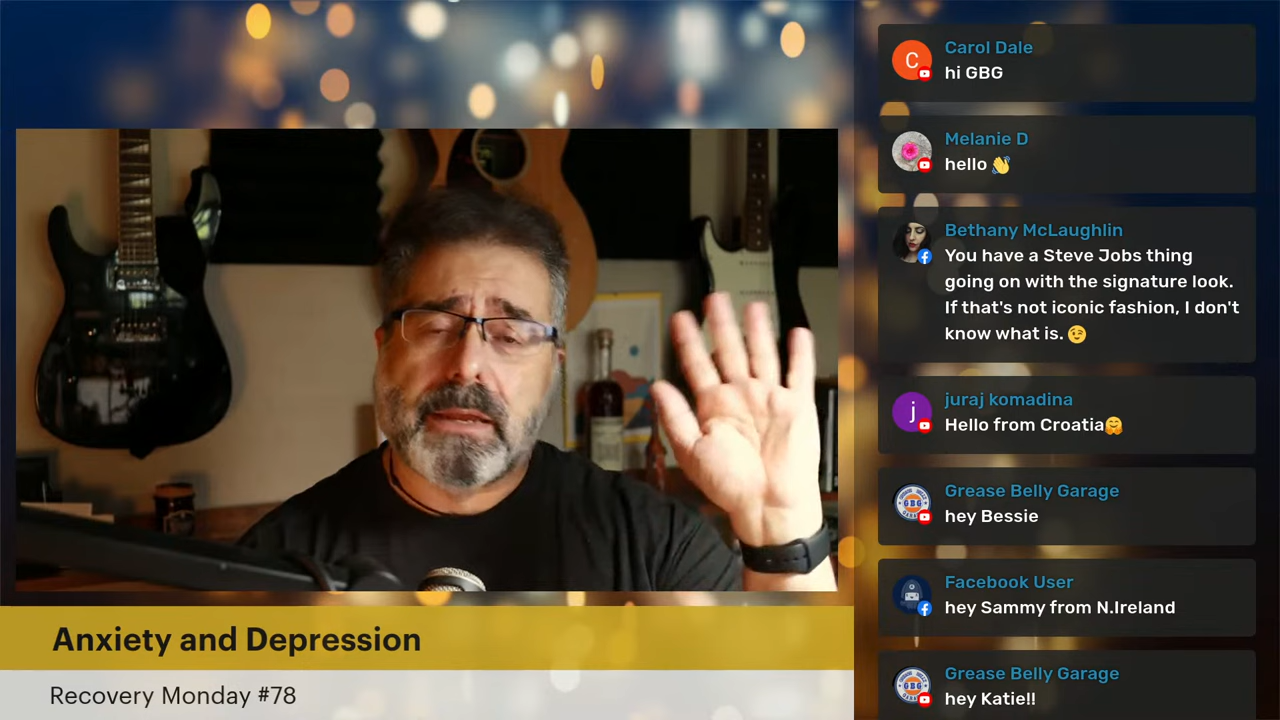 Carol Dale
hi GBG
Melanie D
hello 👋
Bethany McLaughlin
You have a Steve Jobs thing
going on with the signature look.
If that's not iconic fashion, I don't
know what is. 😉
juraj komadina
Hello from Croatia🤗
Grease Belly Garage
hey Bessie
Facebook User
hey Sammy from N.Ireland
Grease Belly Garage
hey Katie!!
C
j
GBG
GBG
Anxiety and Depression
Recovery Monday #78